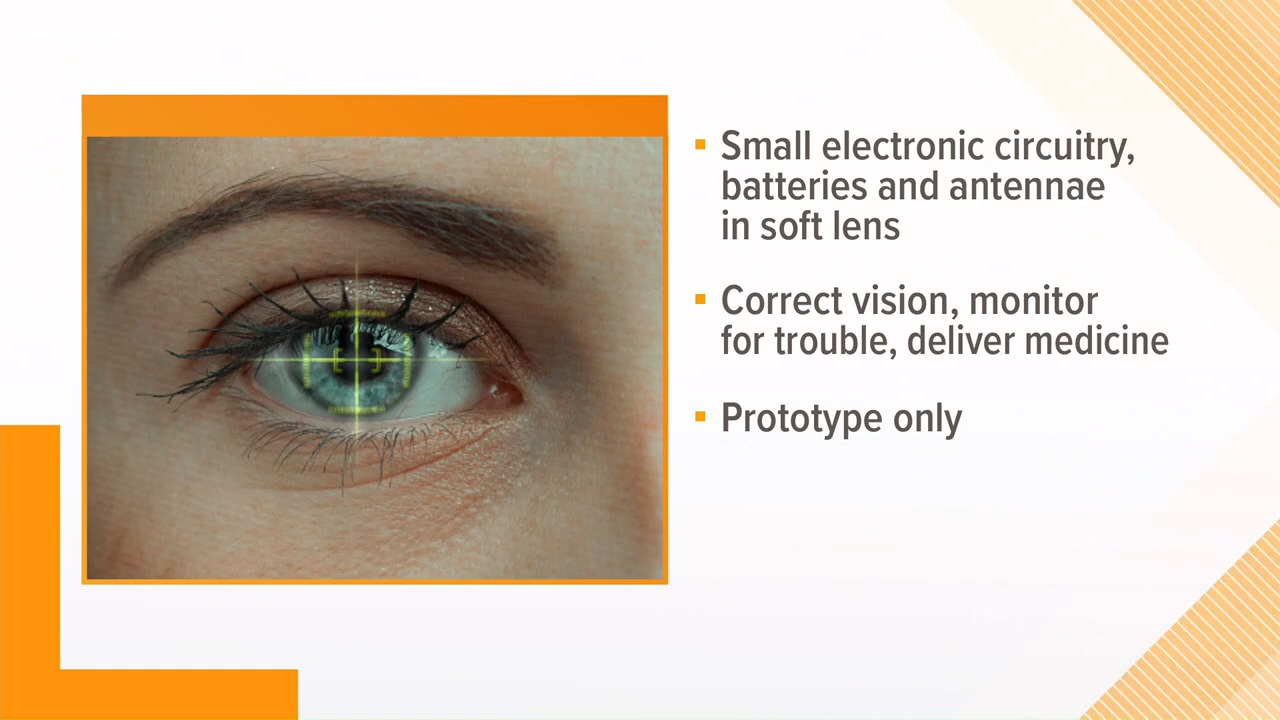 Small electronic circuitry,
batteries and antennae
in soft lens
Correct vision, monitor
for trouble, deliver medicine
Prototype only